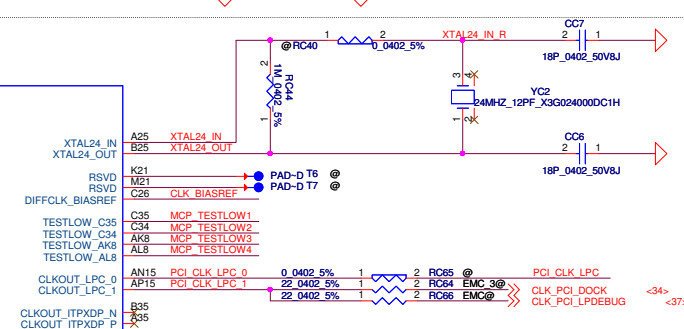 CC7
@RC40 1 2 0_0402_5% XTAL24_IN_R 2 1
18P_0402_50V8J
2 1M_0402_5% RC44 1
3 4 YC2
24MHZ_12PF_X3G024000DC1H
1 2
XTAL24_IN A25 XTAL24_IN
XTAL24_OUT B25 XTAL24_OUT
CC6
2 1
18P_0402_50V8J
RSVD K21 PAD~D T6 @
RSVD M21 PAD~D T7 @
DIFFCLK_BIASREF C26 CLK_BIASREF
TESTLOW_C35 C35 MCP_TESTLOW1
TESTLOW_C34 C34 MCP_TESTLOW2
TESTLOW_AK8 AK8 MCP_TESTLOW3
TESTLOW_AL8 AL8 MCP_TESTLOW4
CLKOUT_LPC_0 AN15 PCI_CLK_LPC_0 0_0402_5% 1 2 RC65 @ PCI_CLK_LPC
CLKOUT_LPC_1 AP15 PCI_CLK_LPC_1 22_0402_5% 1 2 RC64 EMC_3@ CLK_PCI_DOCK <34>
22_0402_5% 1 2 RC66 EMC@ CLK_PCI_LPDEBUG <37>
CLKOUT_ITPXDP_N B35
CLKOUT_ITPXDP_P A35